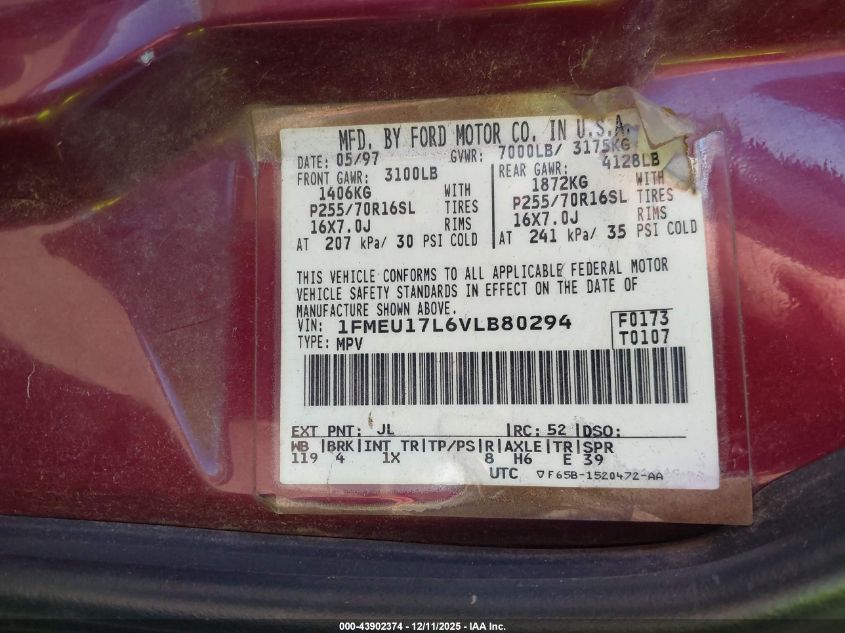 MFD. BY FORD MOTOR CO. IN U.S.A.
DATE: 05/97 GVWR: 7000LB/ 3175KG
FRONT GAWR: 3100LB REAR GAWR: 4128LB
1406KG WITH 1872KG WITH
P255/70R16SL TIRES P255/70R16SL TIRES
16X7.0J RIMS 16X7.0J RIMS
AT 207 kPa/ 30 PSI COLD AT 241 kPa/ 35 PSI COLD
THIS VEHICLE CONFORMS TO ALL APPLICABLE FEDERAL MOTOR
VEHICLE SAFETY STANDARDS IN EFFECT ON THE DATE OF
MANUFACTURE SHOWN ABOVE.
VIN: 1FMEU17L6VLB80294 F0173
TYPE: MPV T0107
EXT PNT: JL RC: 52 DSO:
WB BRK INT TR TP/PS R AXLE TR SPR
119 4 1X 8 H6 E 39
UTC ▽F65B-1520472-AA
000-43902374 - 12/11/2025 - IAA Inc.